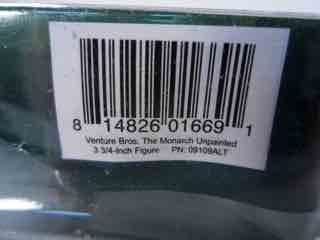 8 14826 01669 1
Venture Bros. The Monarch Unpainted
3 3/4-Inch Figure PN: 09109ALT